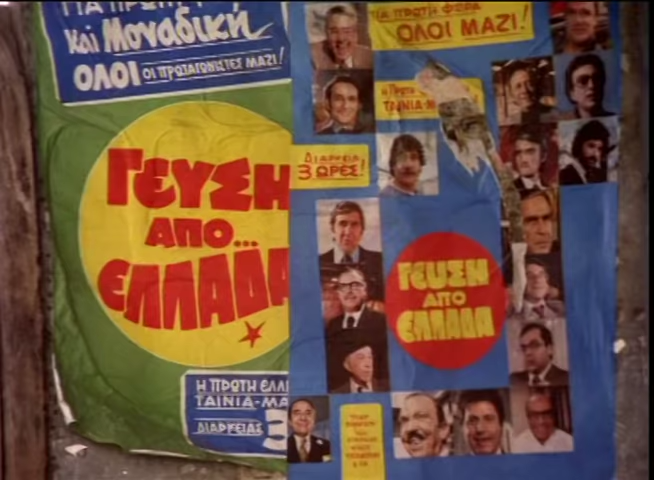 ΓΙΑ ΠΡΩΤΗ
Και Μοναδική
ΟΛΟΙ ΟΙ ΠΡΩΤΑΓΩΝΙΣΤΕΣ ΜΑΖΙ!
ΓΕΥΣΗ
ΑΠΟ...
ΕΛΛΑΔΑ
Η ΠΡΩΤΗ ΕΛΛ
ΤΑΙΝΙΑ-ΜΑ
ΔΙΑΡΚΕΙΑΣ 3
ΓΙΑ ΠΡΩΤΗ ΦΟΡΑ
ΟΛΟΙ ΜΑΖΙ!
Η ΠΡΩΤΗ
ΤΑΙΝΙΑ-Μ
ΔΙΑΡΚΕΙΑ
3 ΩΡΕΣ!
ΓΕΥΣΗ
ΑΠΟ
ΕΛΛΑΔΑ